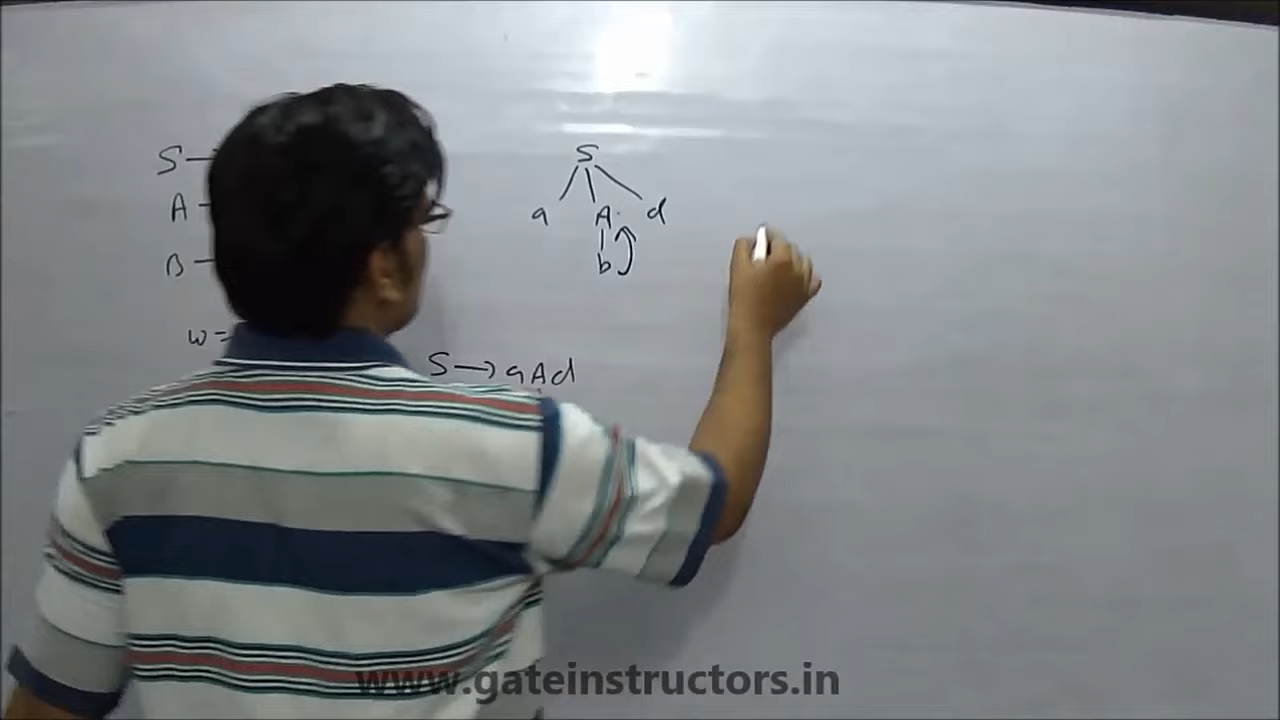 S →
A
B
w =
S → aAd
S
a A d
b
www.gateinstructors.in